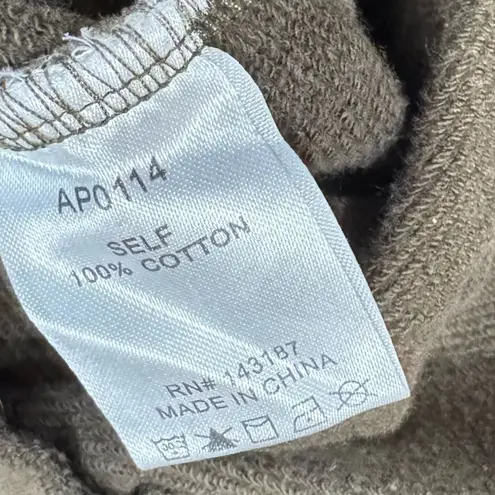 AP0114
SELF
100% COTTON
RN# 143187
MADE IN CHINA